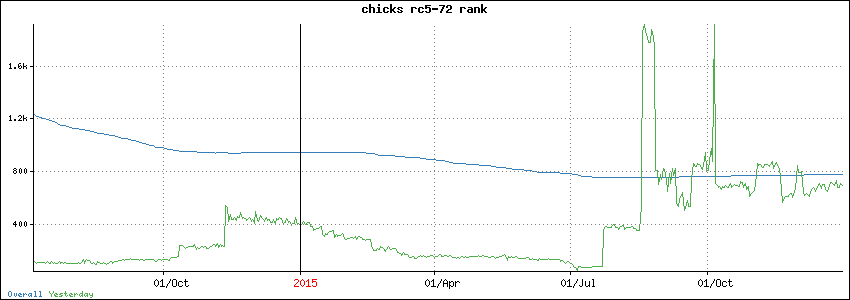 chicks rc5-72 rank
1.6k
1.2k
800
400
01/Oct 2015 01/Apr 01/Jul 01/Oct
Overall Yesterday